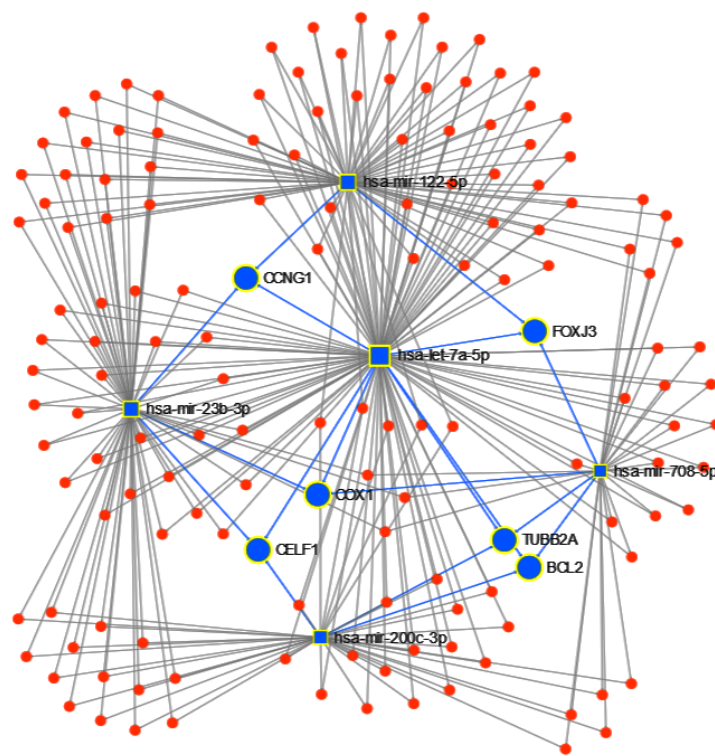 hsa-mir-122-5p
CCNG1
FOXJ3
hsa-let-7a-5p
hsa-mir-23b-3p
hsa-mir-708-5p
COX1
TUBB2A
CELF1
BCL2
hsa-mir-200c-3p